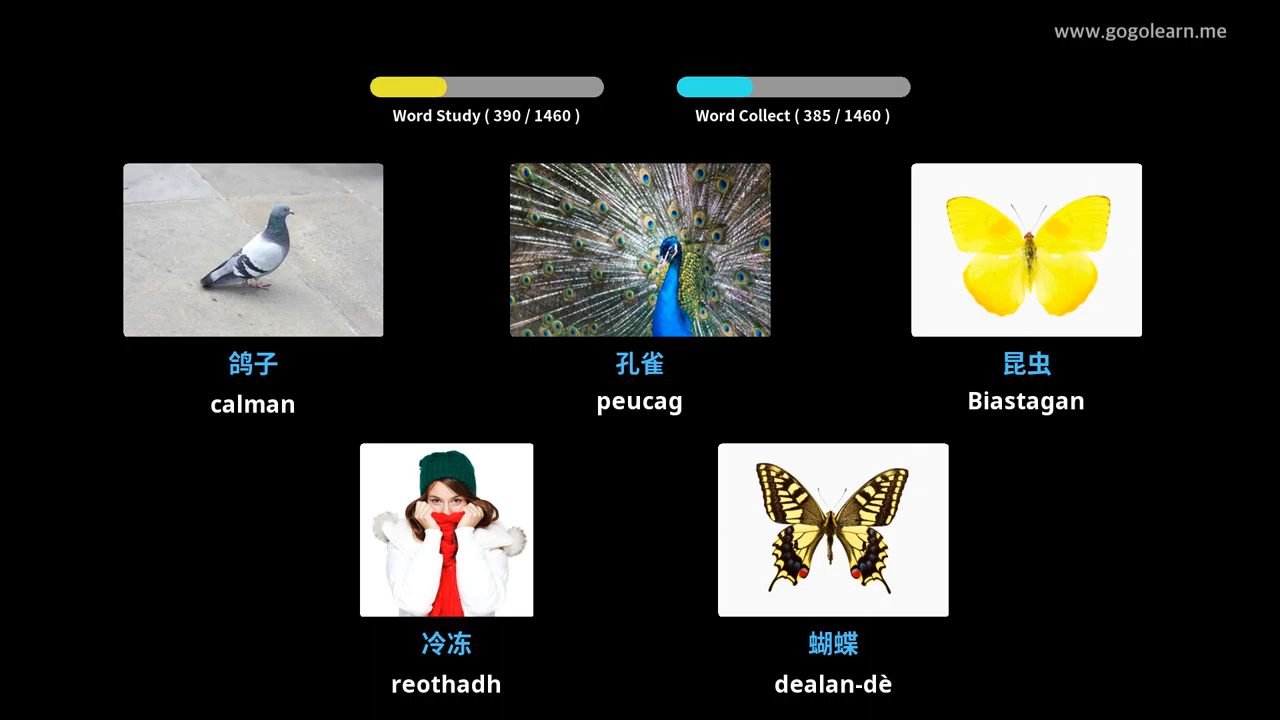 www.gogolearn.me
Word Study ( 390 / 1460 )
Word Collect ( 385 / 1460 )
鸽子
calman
孔雀
peucag
昆虫
Biastagan
冷冻
reothadh
蝴蝶
dealan-dè